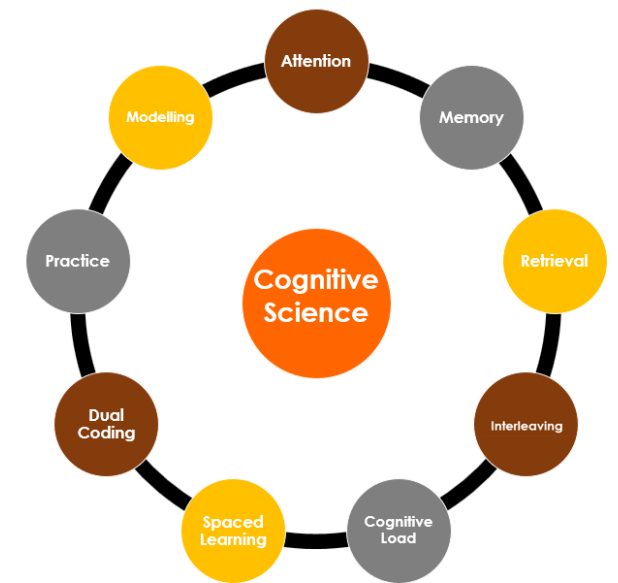 Attention
Memory
Retrieval
Interleaving
Cognitive
Load
Spaced
Learning
Dual
Coding
Practice
Modelling
Cognitive
Science